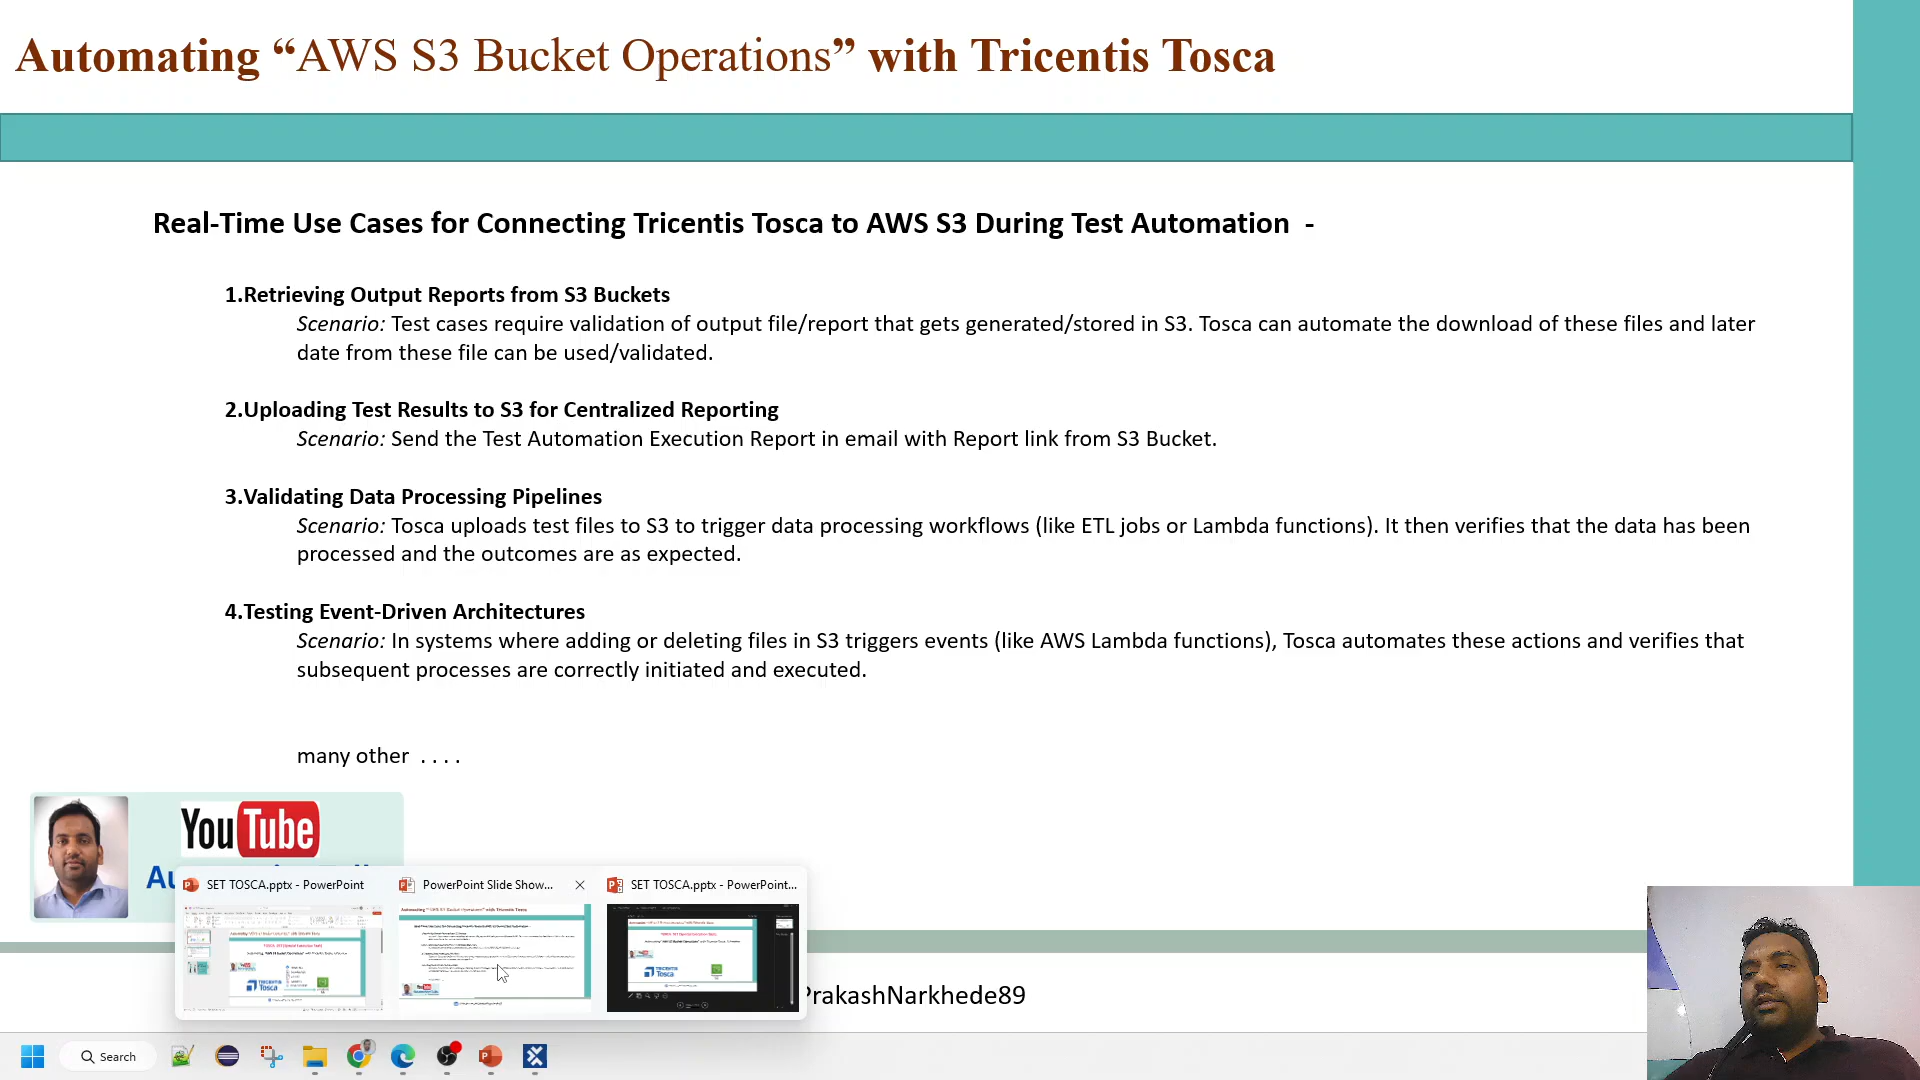 Automating “AWS S3 Bucket Operations” with Tricentis Tosca
Real-Time Use Cases for Connecting Tricentis Tosca to AWS S3 During Test Automation -
1.Retrieving Output Reports from S3 Buckets
Scenario: Test cases require validation of output file/report that gets generated/stored in S3. Tosca can automate the download of these files and later
date from these file can be used/validated.
2.Uploading Test Results to S3 for Centralized Reporting
Scenario: Send the Test Automation Execution Report in email with Report link from S3 Bucket.
3.Validating Data Processing Pipelines
Scenario: Tosca uploads test files to S3 to trigger data processing workflows (like ETL jobs or Lambda functions). It then verifies that the data has been
processed and the outcomes are as expected.
4.Testing Event-Driven Architectures
Scenario: In systems where adding or deleting files in S3 triggers events (like AWS Lambda functions), Tosca automates these actions and verifies that
subsequent processes are correctly initiated and executed.
many other . . . .
YouTube
SET TOSCA.pptx - PowerPoint
PowerPoint Slide Show...
SET TOSCA.pptx - PowerPoint...
TRICENTIS
Tosca
TRICENTIS
Tosca
PrakashNarkhede89
Search